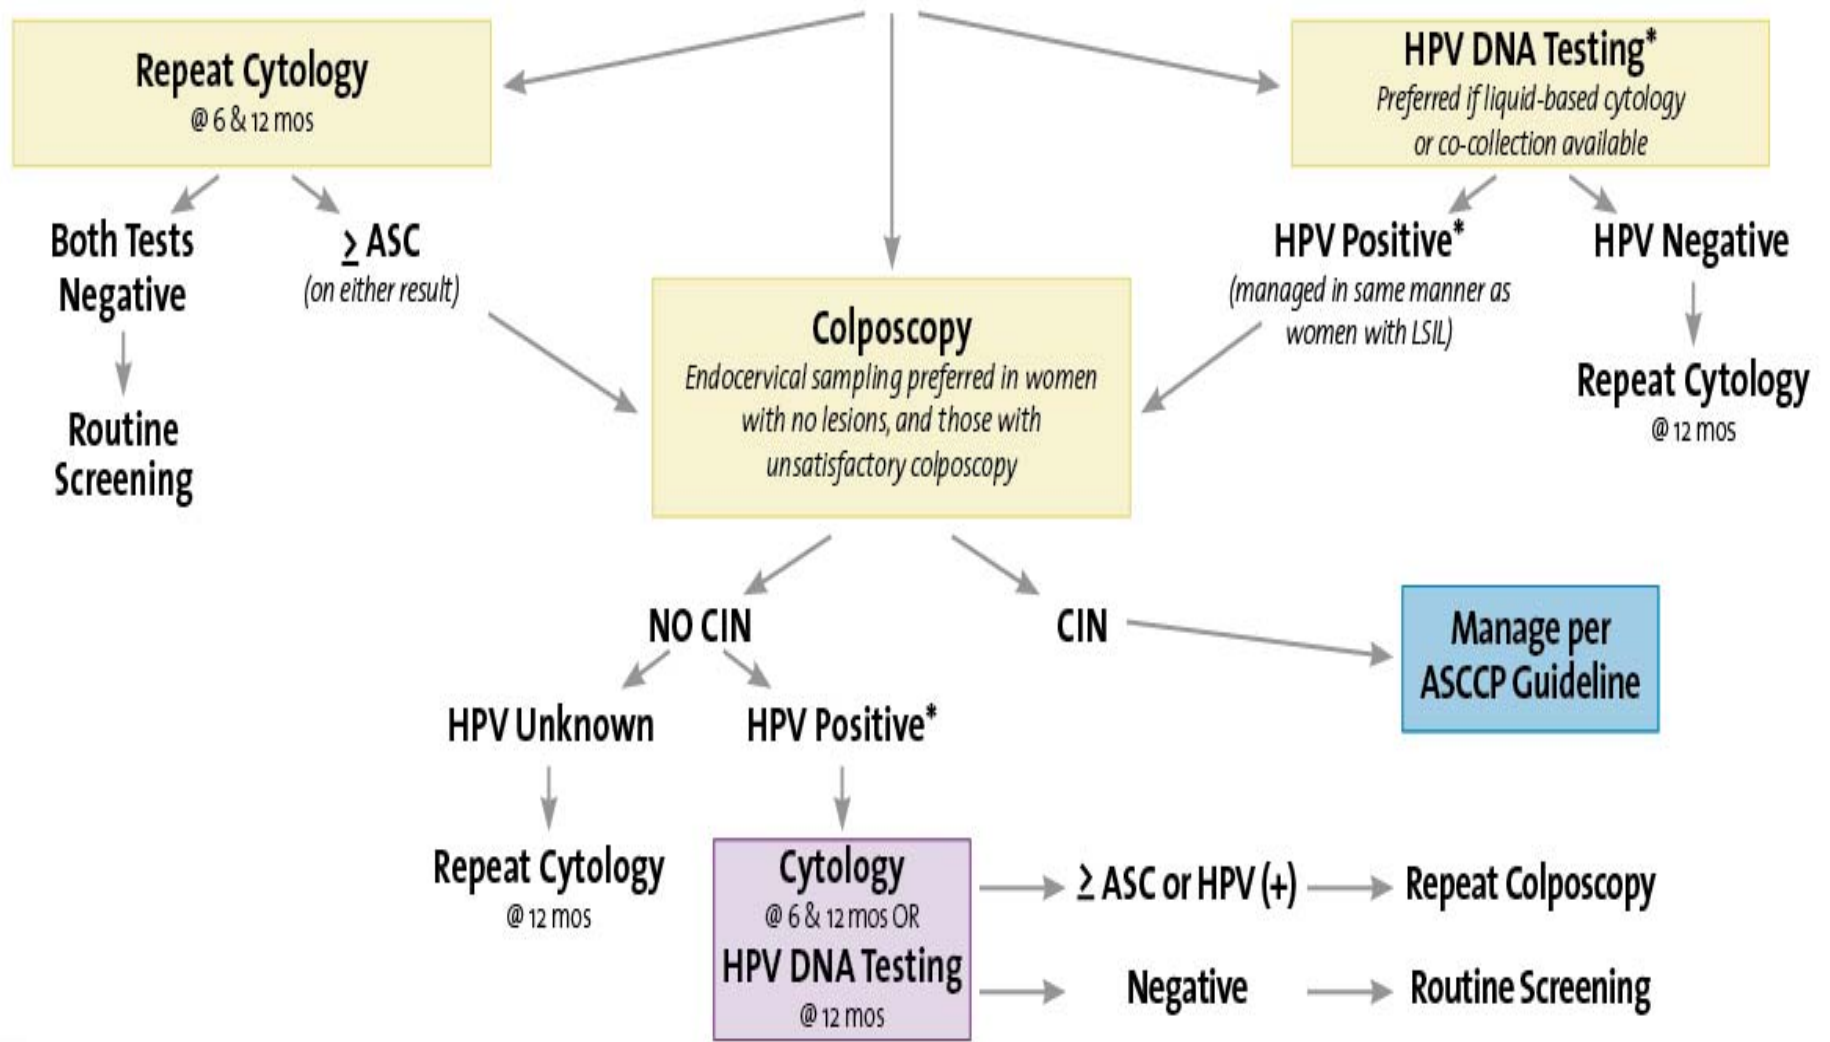 Repeat Cytology
@ 6 & 12 mos
HPV DNA Testing*
Preferred if liquid-based cytology
or co-collection available
Both Tests
Negative
≥ ASC
(on either result)
HPV Positive*
(managed in same manner as
women with LSIL)
HPV Negative
Routine
Screening
Colposcopy
Endocervical sampling preferred in women
with no lesions, and those with
unsatisfactory colposcopy
Repeat Cytology
@ 12 mos
NO CIN
CIN
Manage per
ASCCP Guideline
HPV Unknown
HPV Positive*
Repeat Cytology
@ 12 mos
Cytology
@ 6 & 12 mos OR
HPV DNA Testing
@ 12 mos
≥ ASC or HPV (+)
Repeat Colposcopy
Negative
Routine Screening